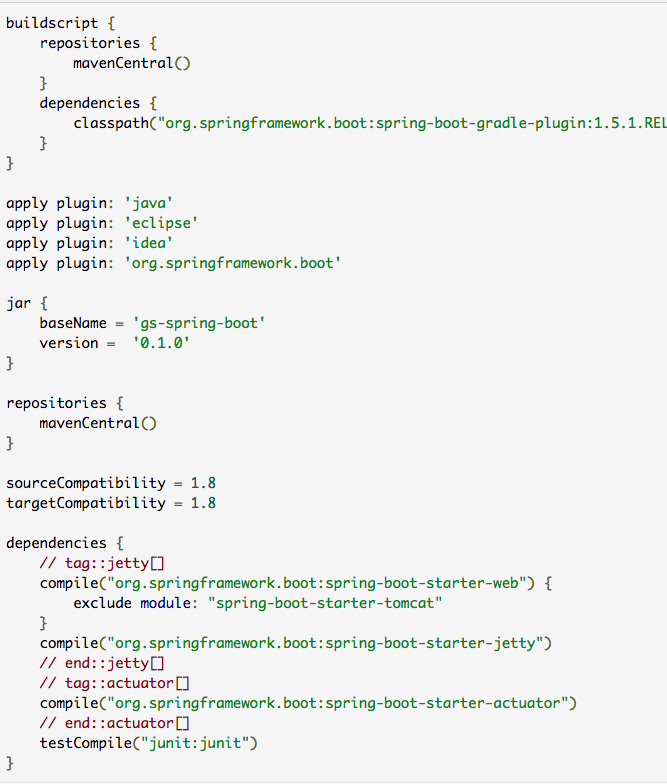 buildscript {
    repositories {
        mavenCentral()
    }
    dependencies {
        classpath("org.springframework.boot:spring-boot-gradle-plugin:1.5.1.REL
    }
}

apply plugin: 'java'
apply plugin: 'eclipse'
apply plugin: 'idea'
apply plugin: 'org.springframework.boot'

jar {
    baseName = 'gs-spring-boot'
    version =  '0.1.0'
}

repositories {
    mavenCentral()
}

sourceCompatibility = 1.8
targetCompatibility = 1.8

dependencies {
    // tag::jetty[]
    compile("org.springframework.boot:spring-boot-starter-web") {
        exclude module: "spring-boot-starter-tomcat"
    }
    compile("org.springframework.boot:spring-boot-starter-jetty")
    // end::jetty[]
    // tag::actuator[]
    compile("org.springframework.boot:spring-boot-starter-actuator")
    // end::actuator[]
    testCompile("junit:junit")
}